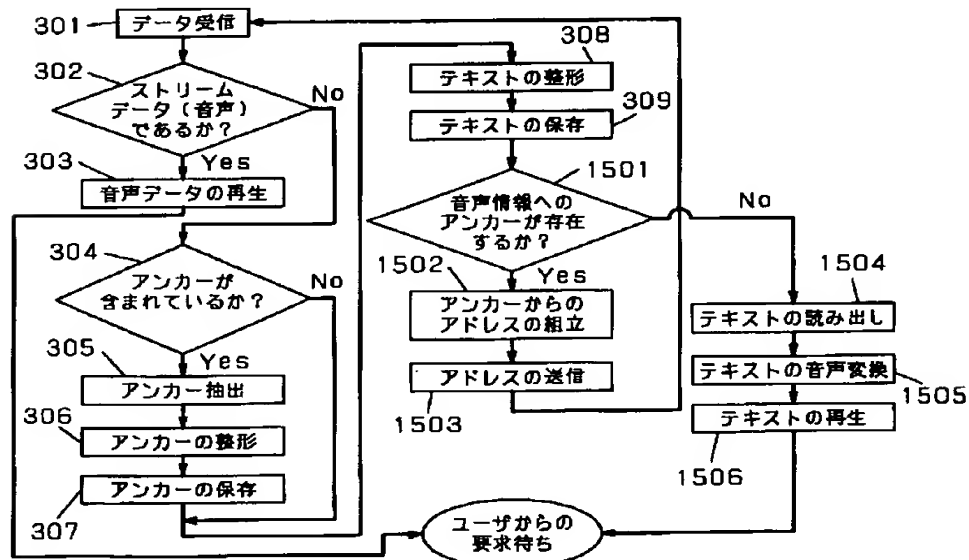 301
データ受信
302
ストリーム
データ(音声)
であるか?
No
Yes
303
音声データの再生
304
アンカーが
含まれているか?
No
Yes
305
アンカー抽出
306
アンカーの整形
307
アンカーの保存
308
テキストの整形
309
テキストの保存
1501
音声情報への
アンカーが存在
するか?
No
Yes
1502
アンカーからの
アドレスの組立
アドレスの送信
1503
1504
テキストの読み出し
テキストの音声変換
1505
テキストの再生
1506
ユーザからの
要求待ち